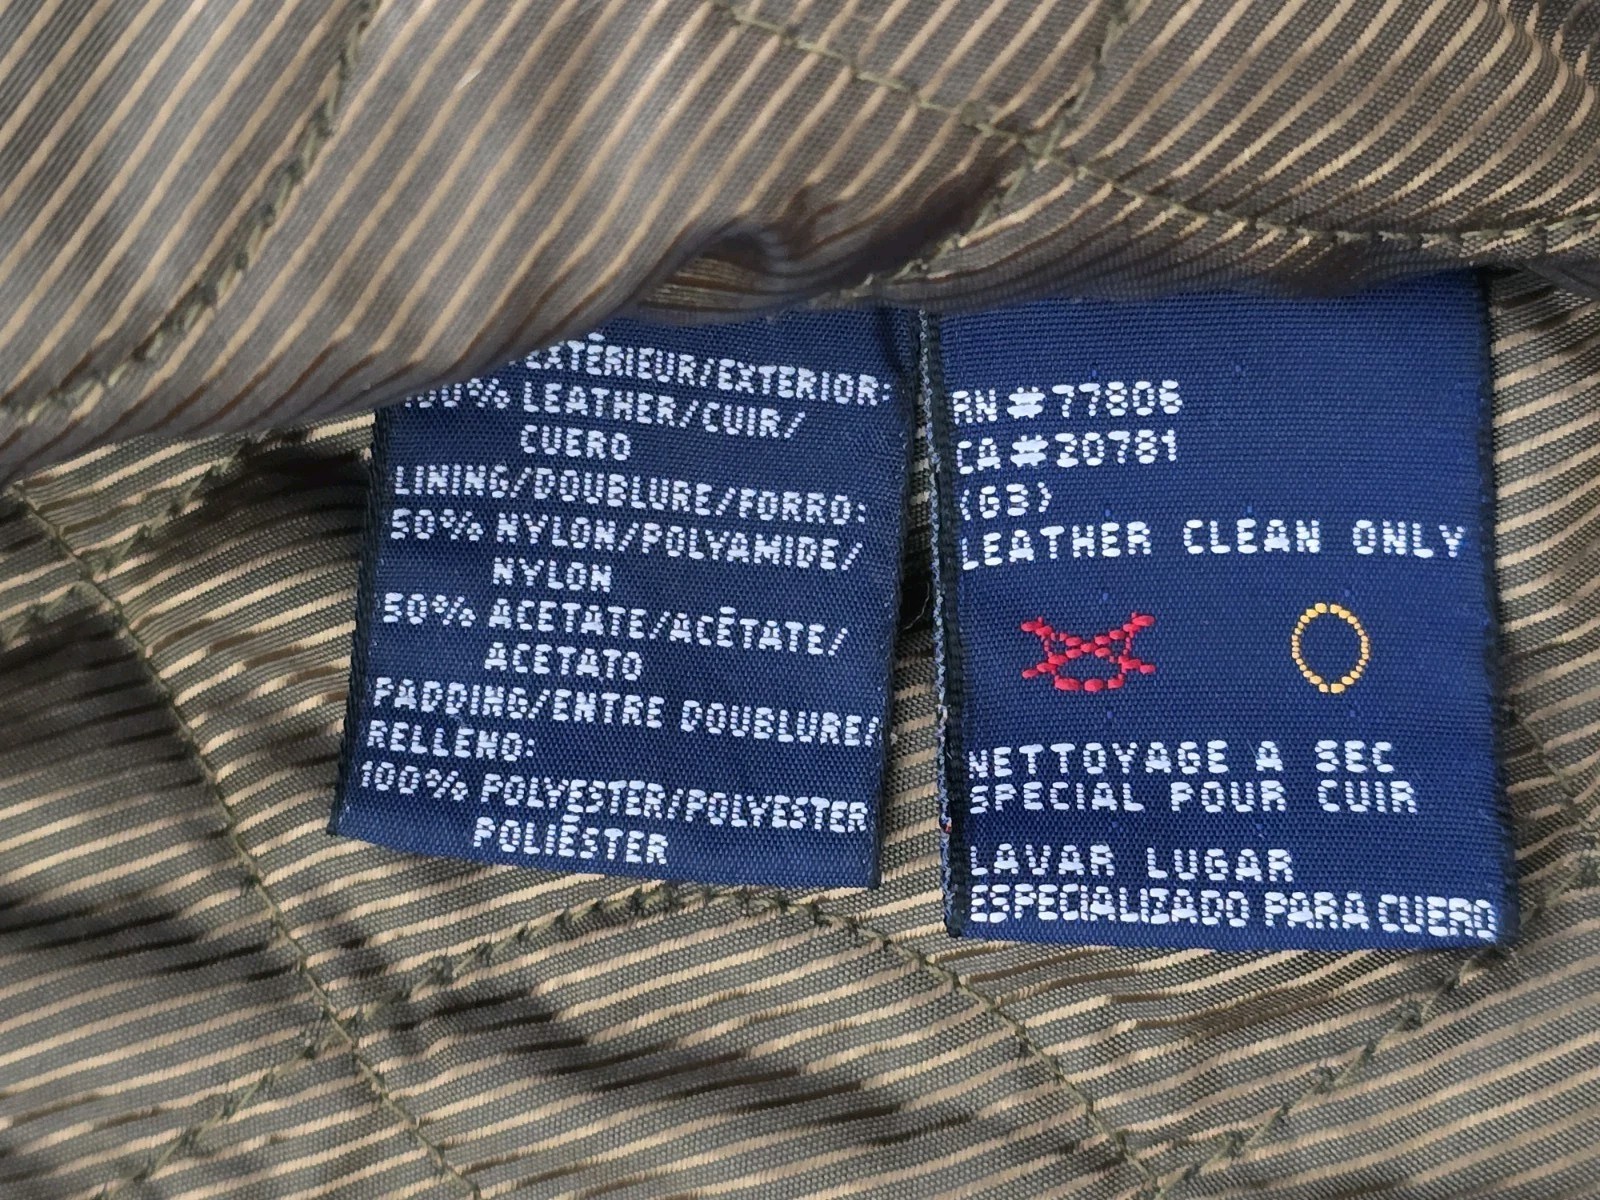 EXTÉRIEUR/EXTERIOR:
100% LEATHER/CUIR/
CUERO
LINING/DOUBLURE/FORRO:
50% NYLON/POLYAMIDE/
NYLON
50% ACETATE/ACÉTATE/
ACETATO
PADDING/ENTRE DOUBLURE/
RELLENO:
100% POLYESTER/POLYESTER
POLIÉSTER
RN #77806
CA #20781
(G3)
LEATHER CLEAN ONLY
NETTOYAGE A SEC
SPECIAL POUR CUIR
LAVAR LUGAR
ESPECIALIZADO PARA CUERO